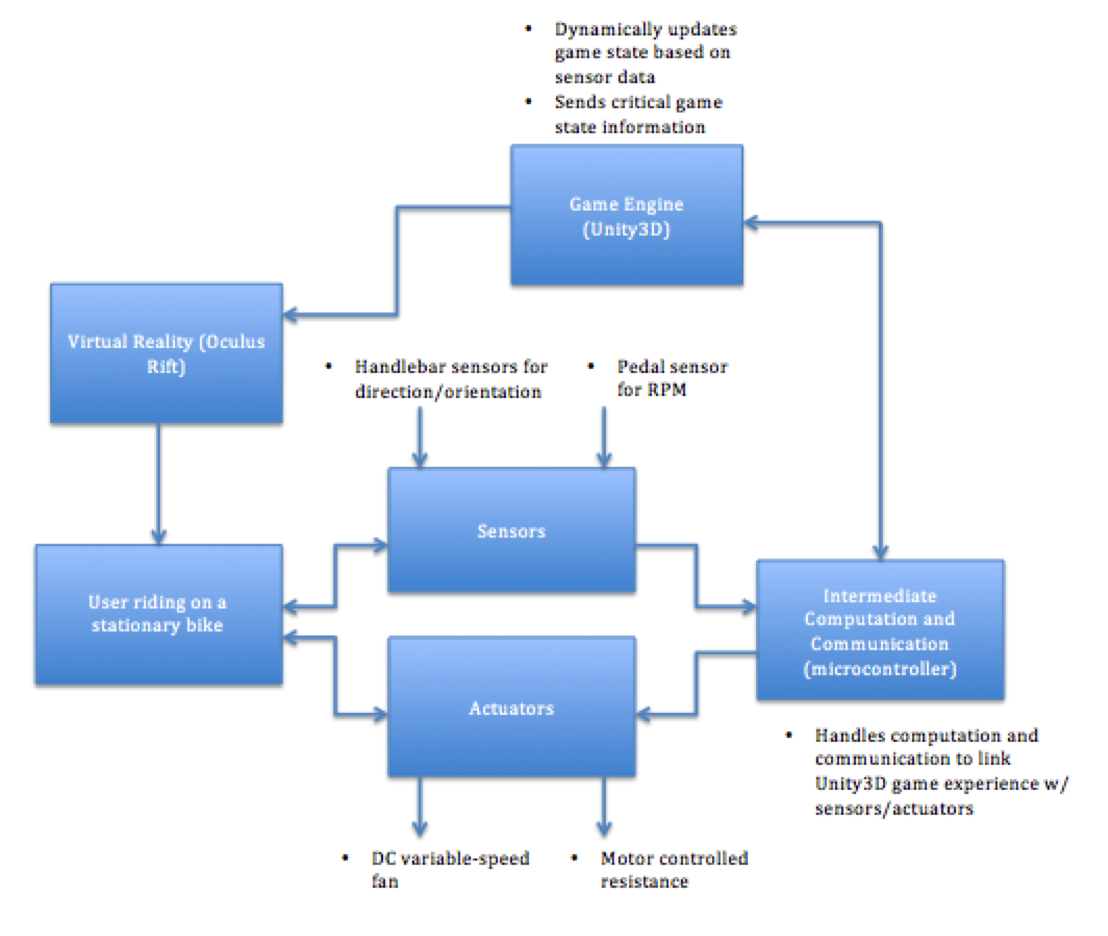 • Dynamically updates
game state based on
sensor data
• Sends critical game
state information
Game Engine
(Unity3D)
Virtual Reality (Oculus
Rift)
• Handlebar sensors for
direction/orientation
• Pedal sensor
for RPM
Sensors
User riding on a
stationary bike
Intermediate
Computation and
Communication
(microcontroller)
Actuators
• Handles computation and
communication to link
Unity3D game experience w/
sensors/actuators
• DC variable-speed
fan
• Motor controlled
resistance